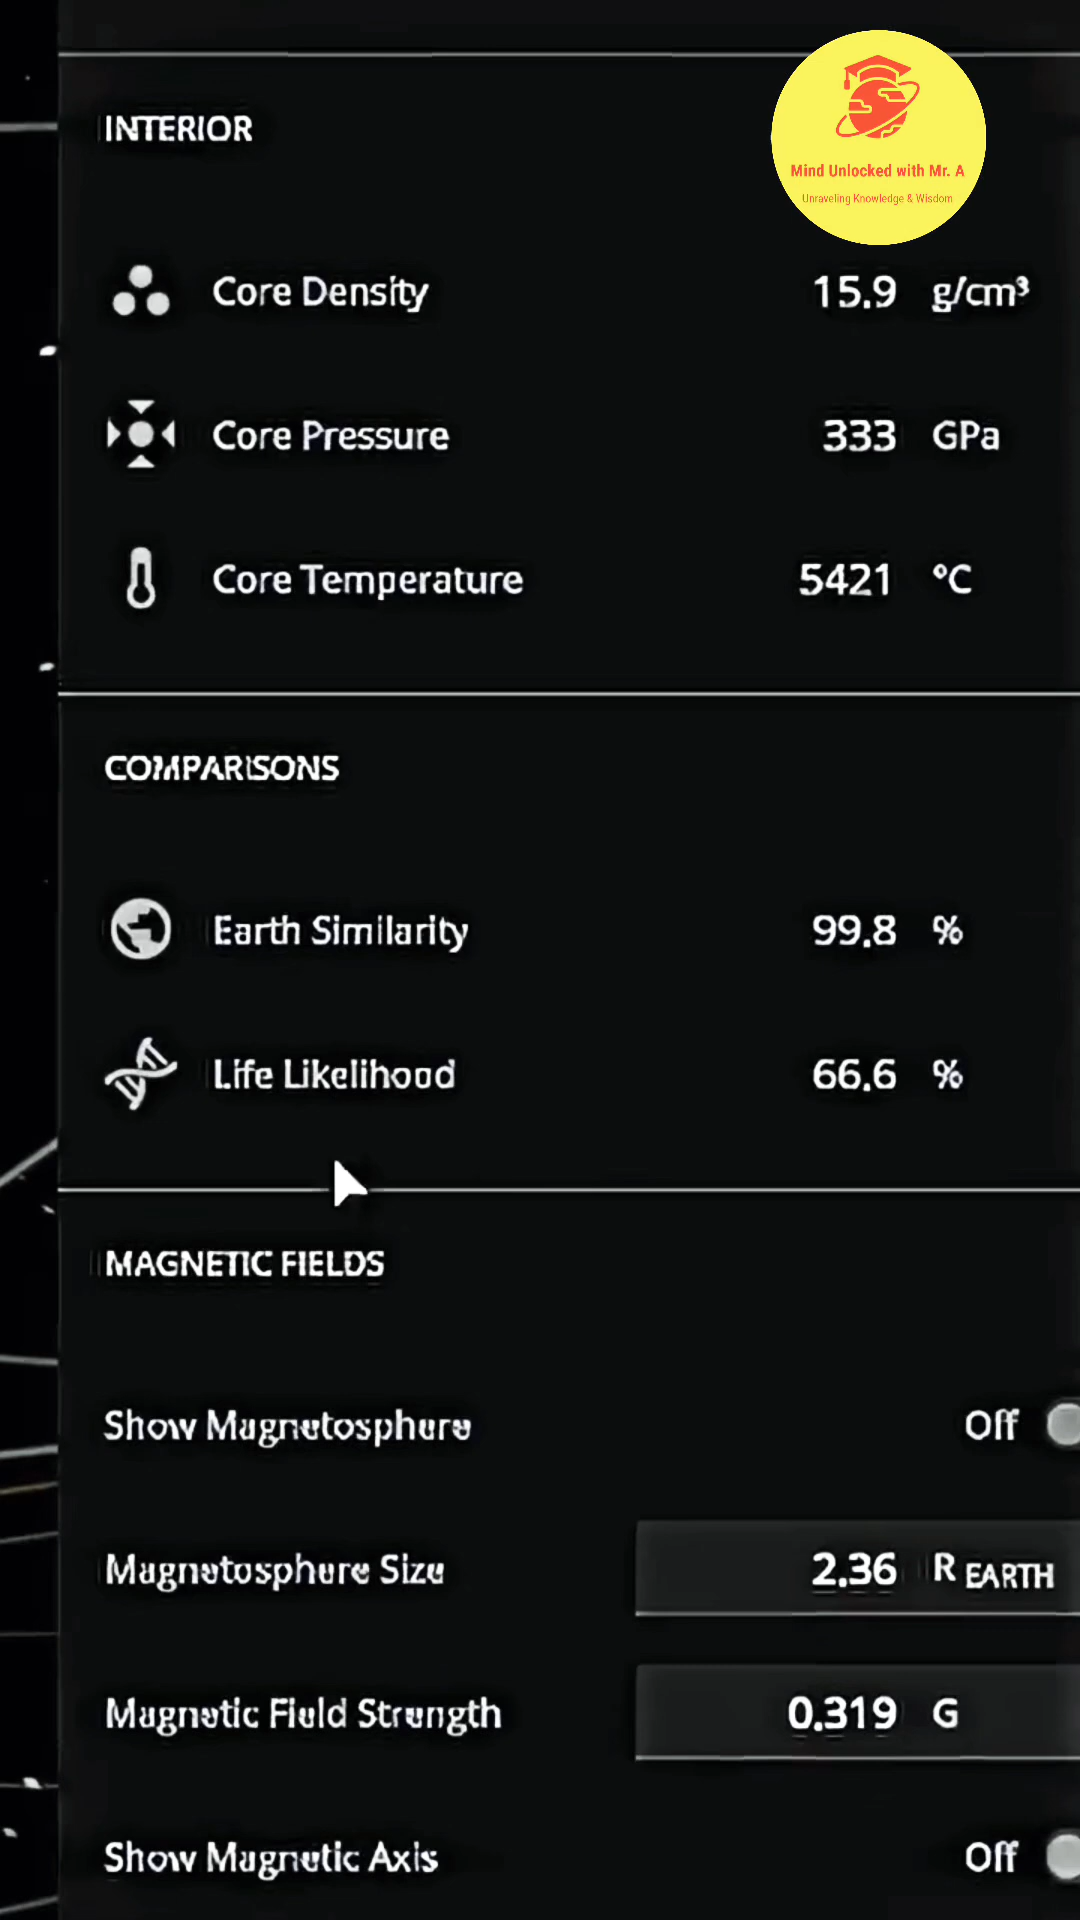 Mind Unlocked with Mr. A
Unraveling Knowledge & Wisdom
INTERIOR
Core Density 15.9 g/cm³
Core Pressure 333 GPa
Core Temperature 5421 °C
COMPARISONS
Earth Similarity 99.8 %
Life Likelihood 66.6 %
MAGNETIC FIELDS
Show Magnetosphere Off
Magnetosphere Size 2.36 R EARTH
Magnetic Field Strength 0.319 G
Show Magnetic Axis Off